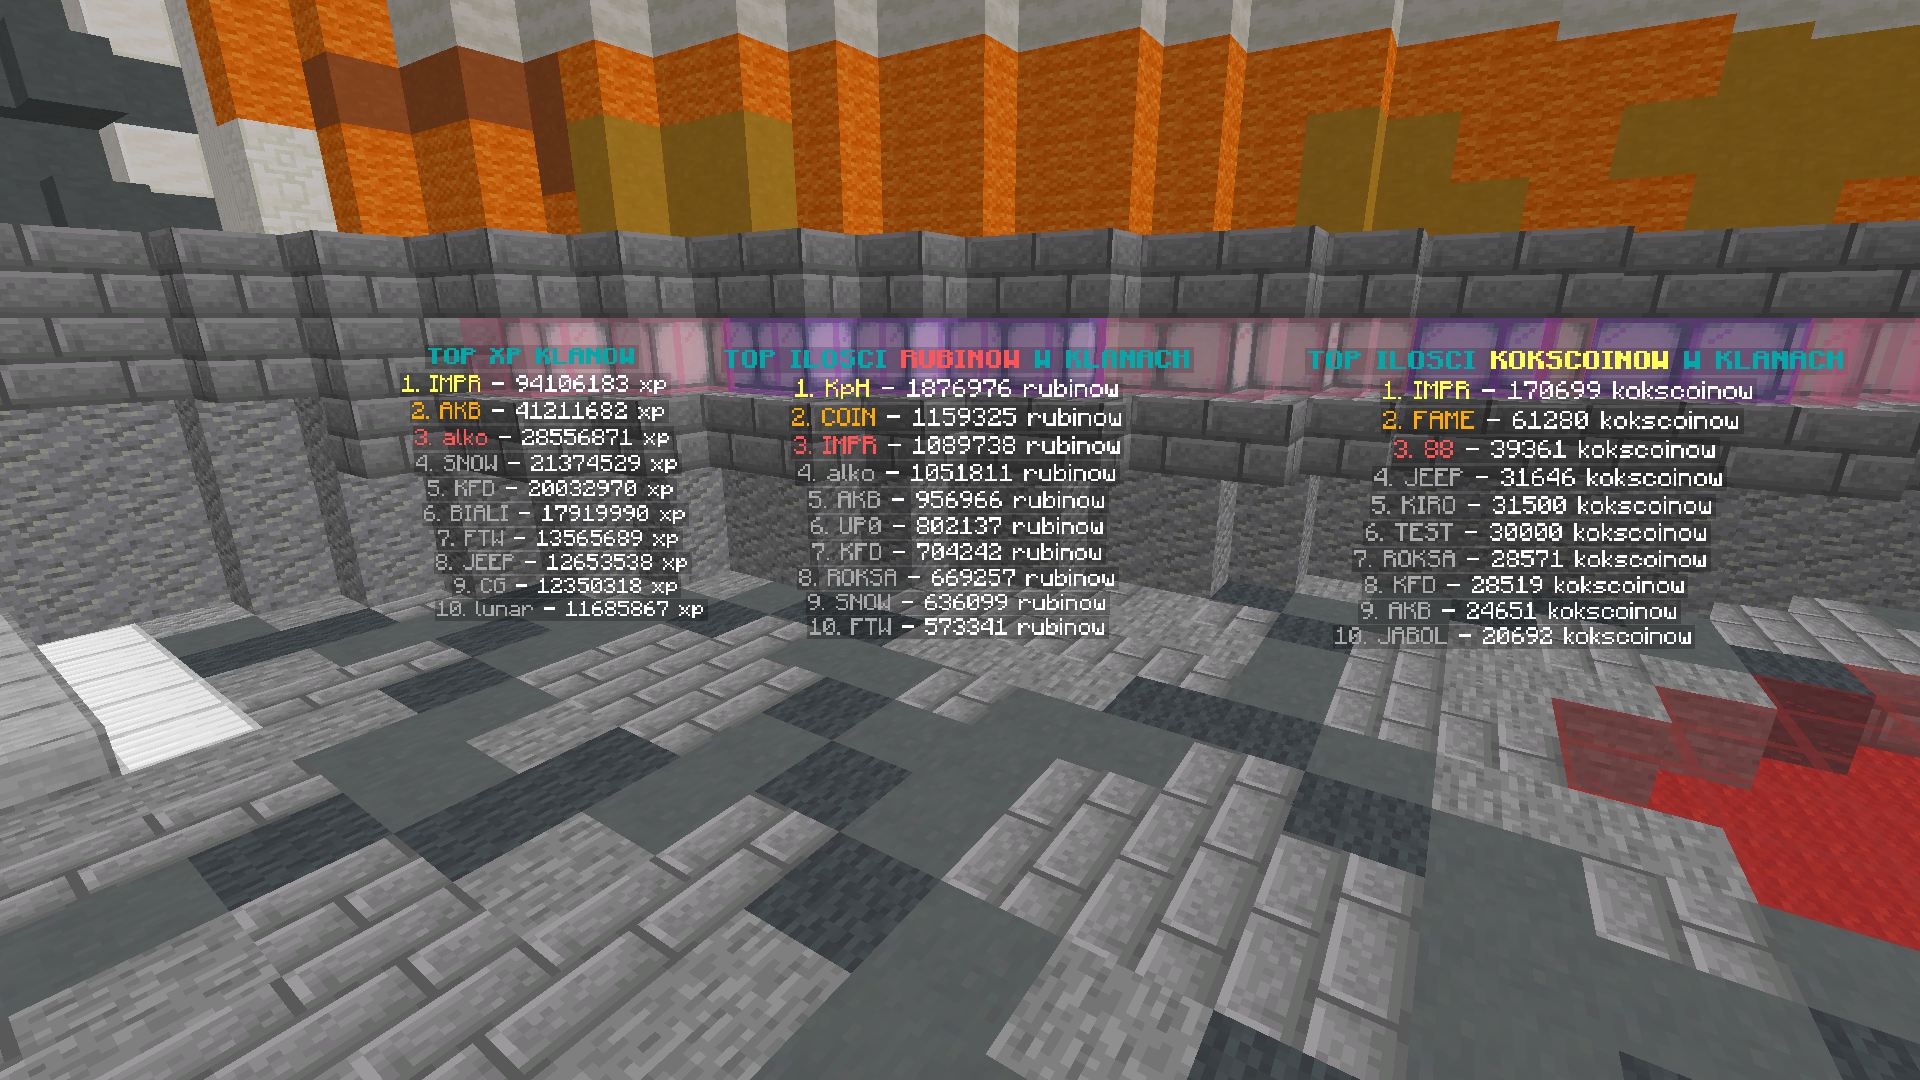 TOP XP KLANOW
1. IMPR - 94106183 xp
2. AKB - 41211682 xp
3. alko - 28556871 xp
4. SNOW - 21374529 xp
5. KFD - 20032970 xp
6. BIALI - 17919990 xp
7. FTW - 13565689 xp
8. JEEP - 12653538 xp
9. CG - 12350318 xp
10. lunar - 11685867 xp
TOP ILOSCI RUBINOW W KLANACH
1. KpH - 1876976 rubinow
2. COIN - 1159325 rubinow
3. IMPR - 1089738 rubinow
4. alko - 1051811 rubinow
5. AKB - 956966 rubinow
6. UP0 - 802137 rubinow
7. KFD - 704242 rubinow
8. ROKSA - 669257 rubinow
9. SNOW - 636099 rubinow
10. FTW - 573341 rubinow
TOP ILOSCI KOKSCOINOW W KLANACH
1. IMPR - 170699 kokscoinow
2. FAME - 61280 kokscoinow
3. 88 - 39361 kokscoinow
4. JEEP - 31646 kokscoinow
5. KIRO - 31500 kokscoinow
6. TEST - 30000 kokscoinow
7. ROKSA - 28571 kokscoinow
8. KFD - 28519 kokscoinow
9. AKB - 24651 kokscoinow
10. JABOL - 20692 kokscoinow